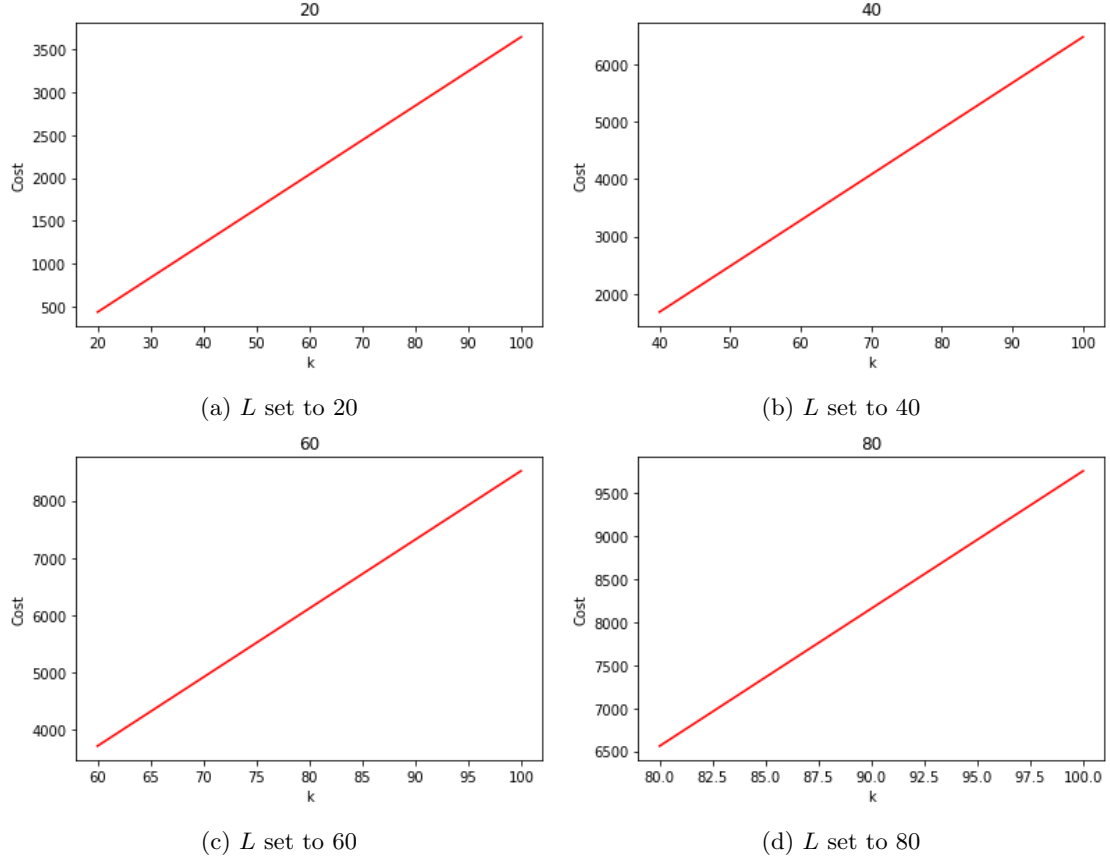 20
3500
3000
2500
2000
1500
1000
500
Cost
20 30 40 50 60 70 80 90 100
k
(a) L set to 20
40
6000
5000
4000
3000
2000
Cost
40 50 60 70 80 90 100
k
(b) L set to 40
60
8000
7000
6000
5000
4000
Cost
60 65 70 75 80 85 90 95 100
k
(c) L set to 60
80
9500
9000
8500
8000
7500
7000
6500
Cost
80.0 82.5 85.0 87.5 90.0 92.5 95.0 97.5 100.0
k
(d) L set to 80